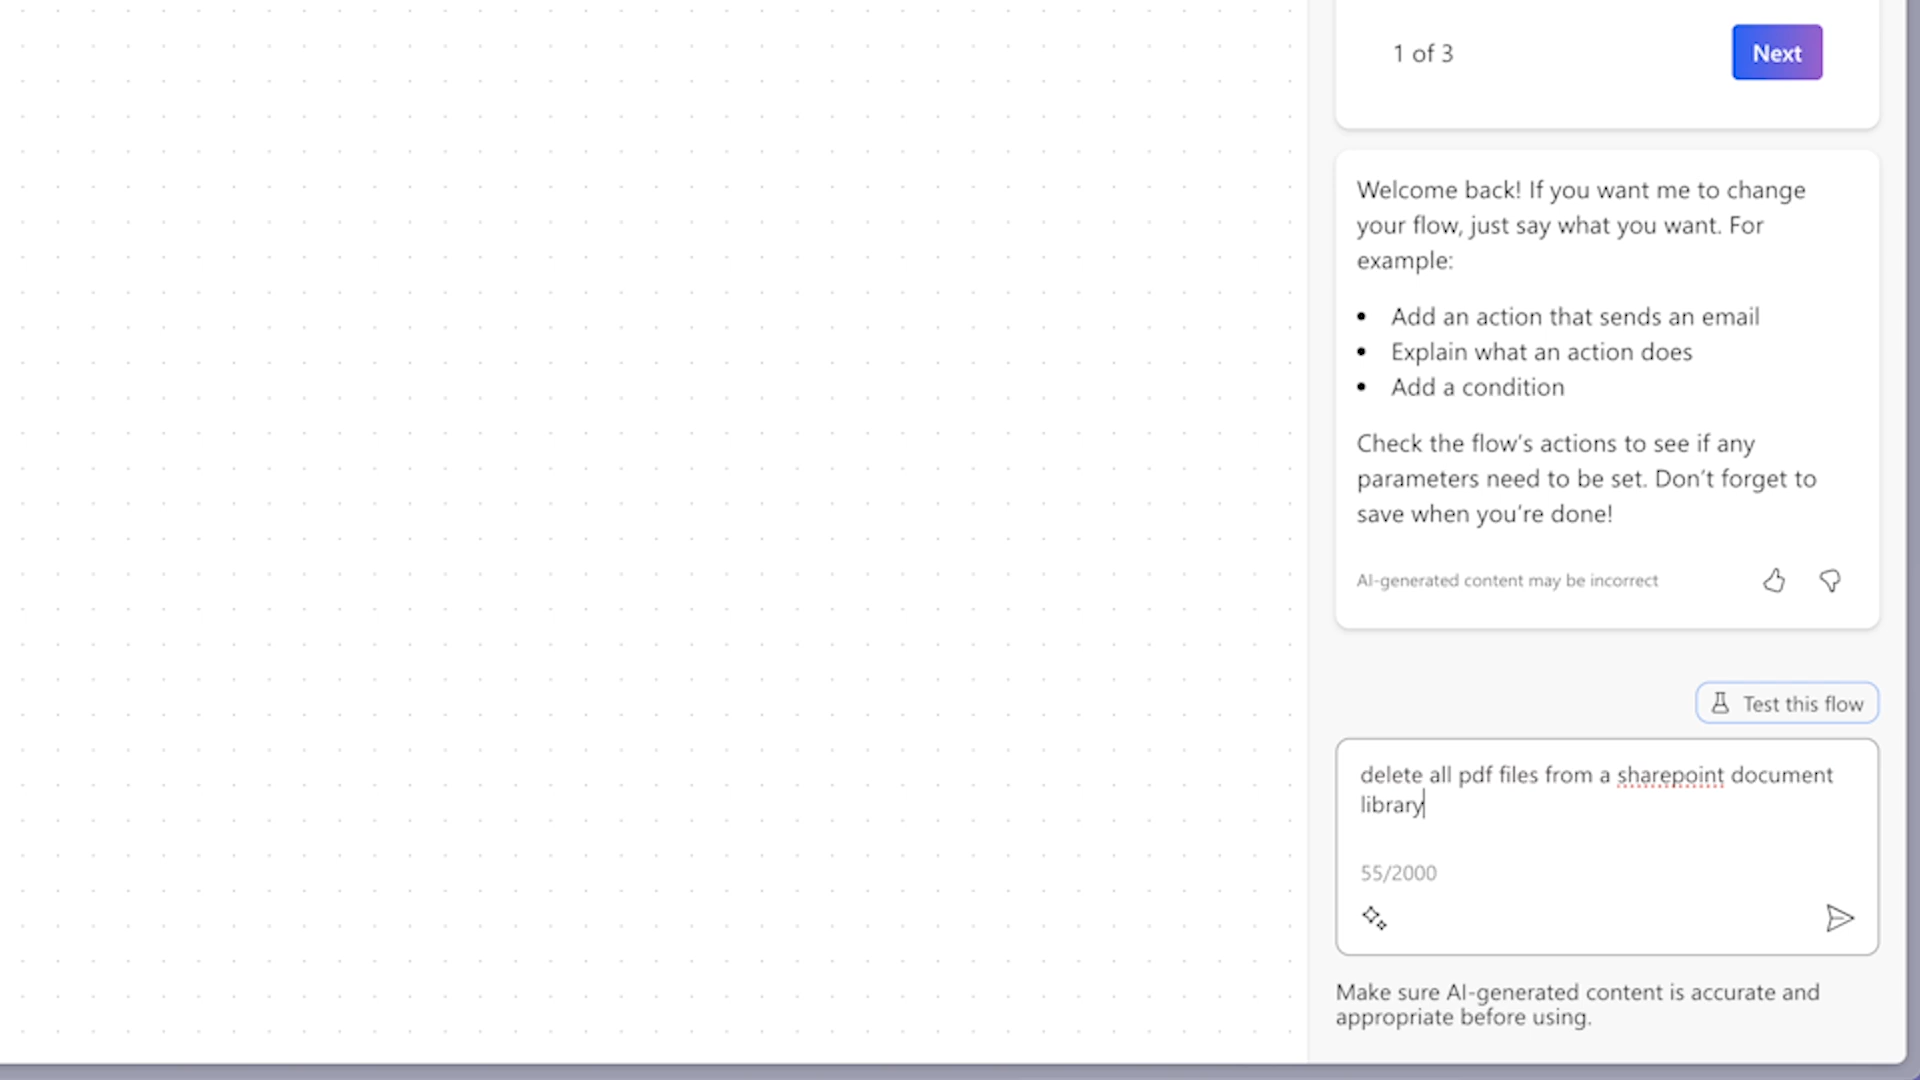 1 of 3
Next
Welcome back! If you want me to change
your flow, just say what you want. For
example:
• Add an action that sends an email
• Explain what an action does
• Add a condition
Check the flow’s actions to see if any
parameters need to be set. Don’t forget to
save when you’re done!
AI-generated content may be incorrect
Test this flow
delete all pdf files from a sharepoint document
library
55/2000
Make sure AI-generated content is accurate and
appropriate before using.